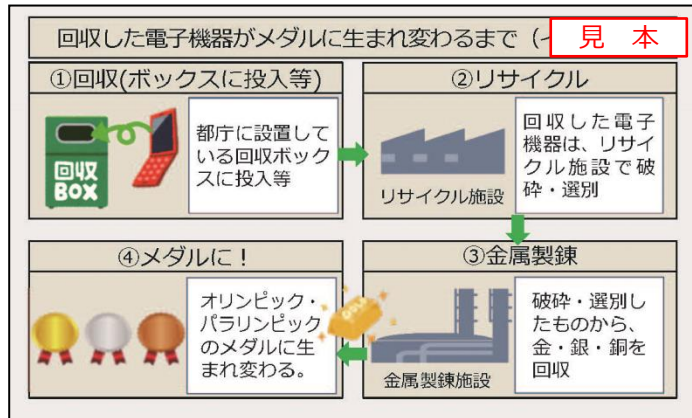 回収した電子機器がメダルに生まれ変わるまで（イ
見　本
①回収(ボックスに投入等)
回収
BOX
都庁に設置して
いる回収ボック
スに投入等
②リサイクル
リサイクル施設
回収した電子
機器は、リサイ
クル施設で破
砕・選別
③金属製錬
金属製錬施設
破砕・選別し
たものから、
金・銀・銅を
回収
④メダルに！
オリンピック・
パラリンピック
のメダルに生
まれ変わる。
GOLD